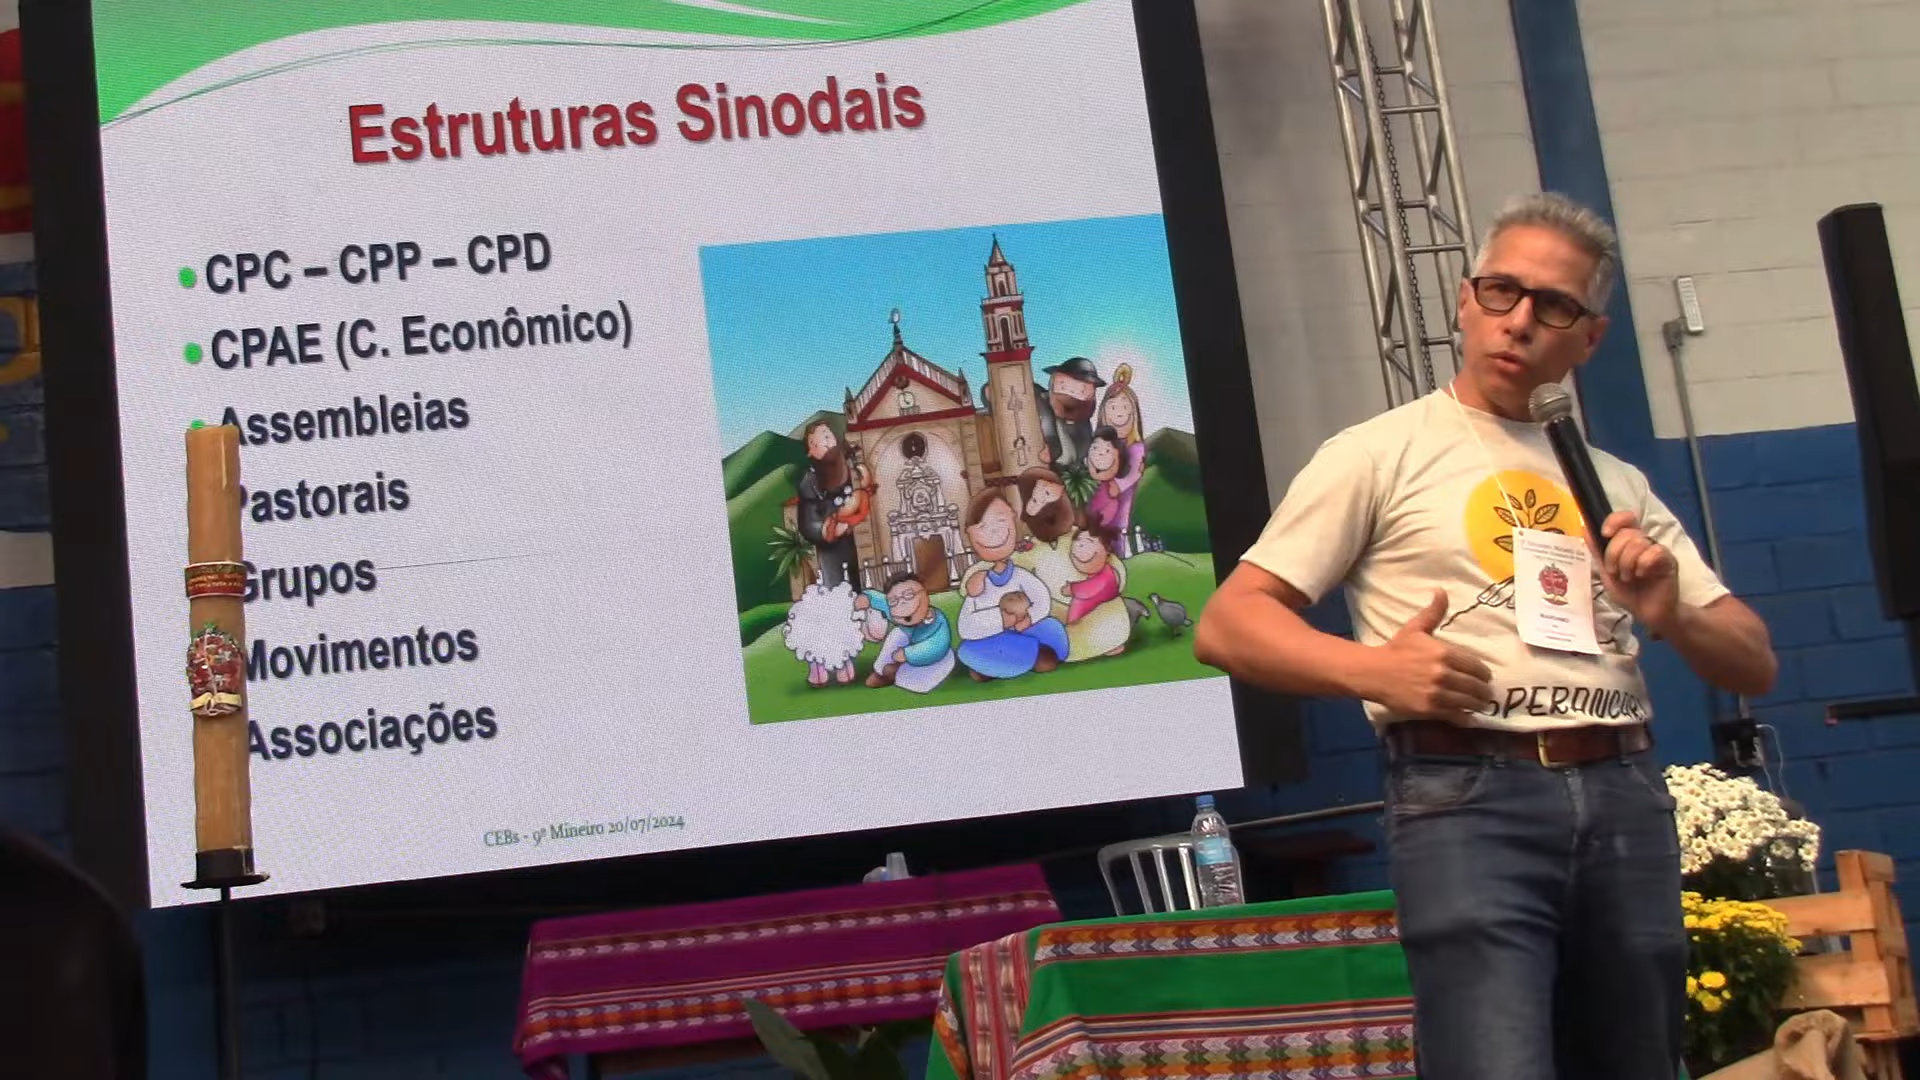 Estruturas Sinodais
CPC – CPP – CPD
CPAE (C. Econômico)
Assembleias
Pastorais
Grupos
Movimentos
Associações
CEBs - 9º Mineiro 20/07/2024